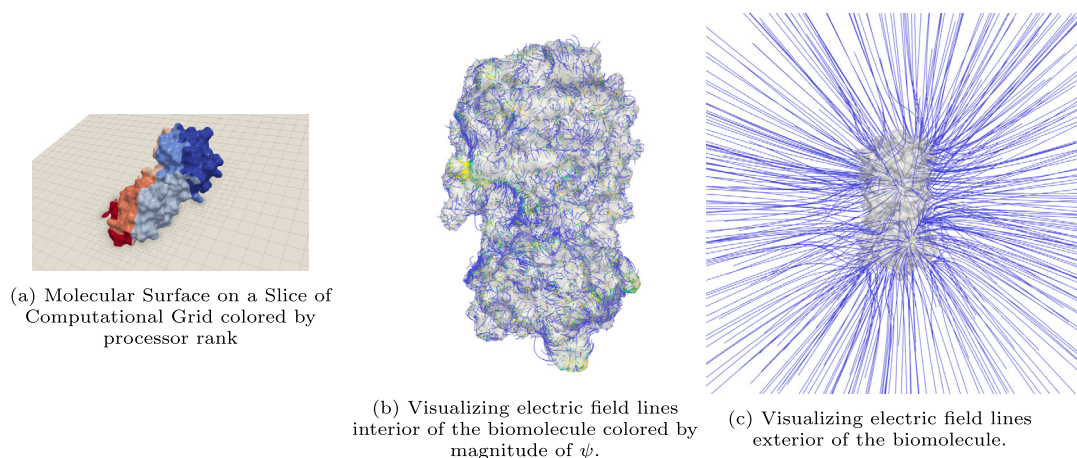 (a) Molecular Surface on a Slice of
Computational Grid colored by
processor rank
(b) Visualizing electric field lines
interior of the biomolecule colored by
magnitude of ψ.
(c) Visualizing electric field lines
exterior of the biomolecule.